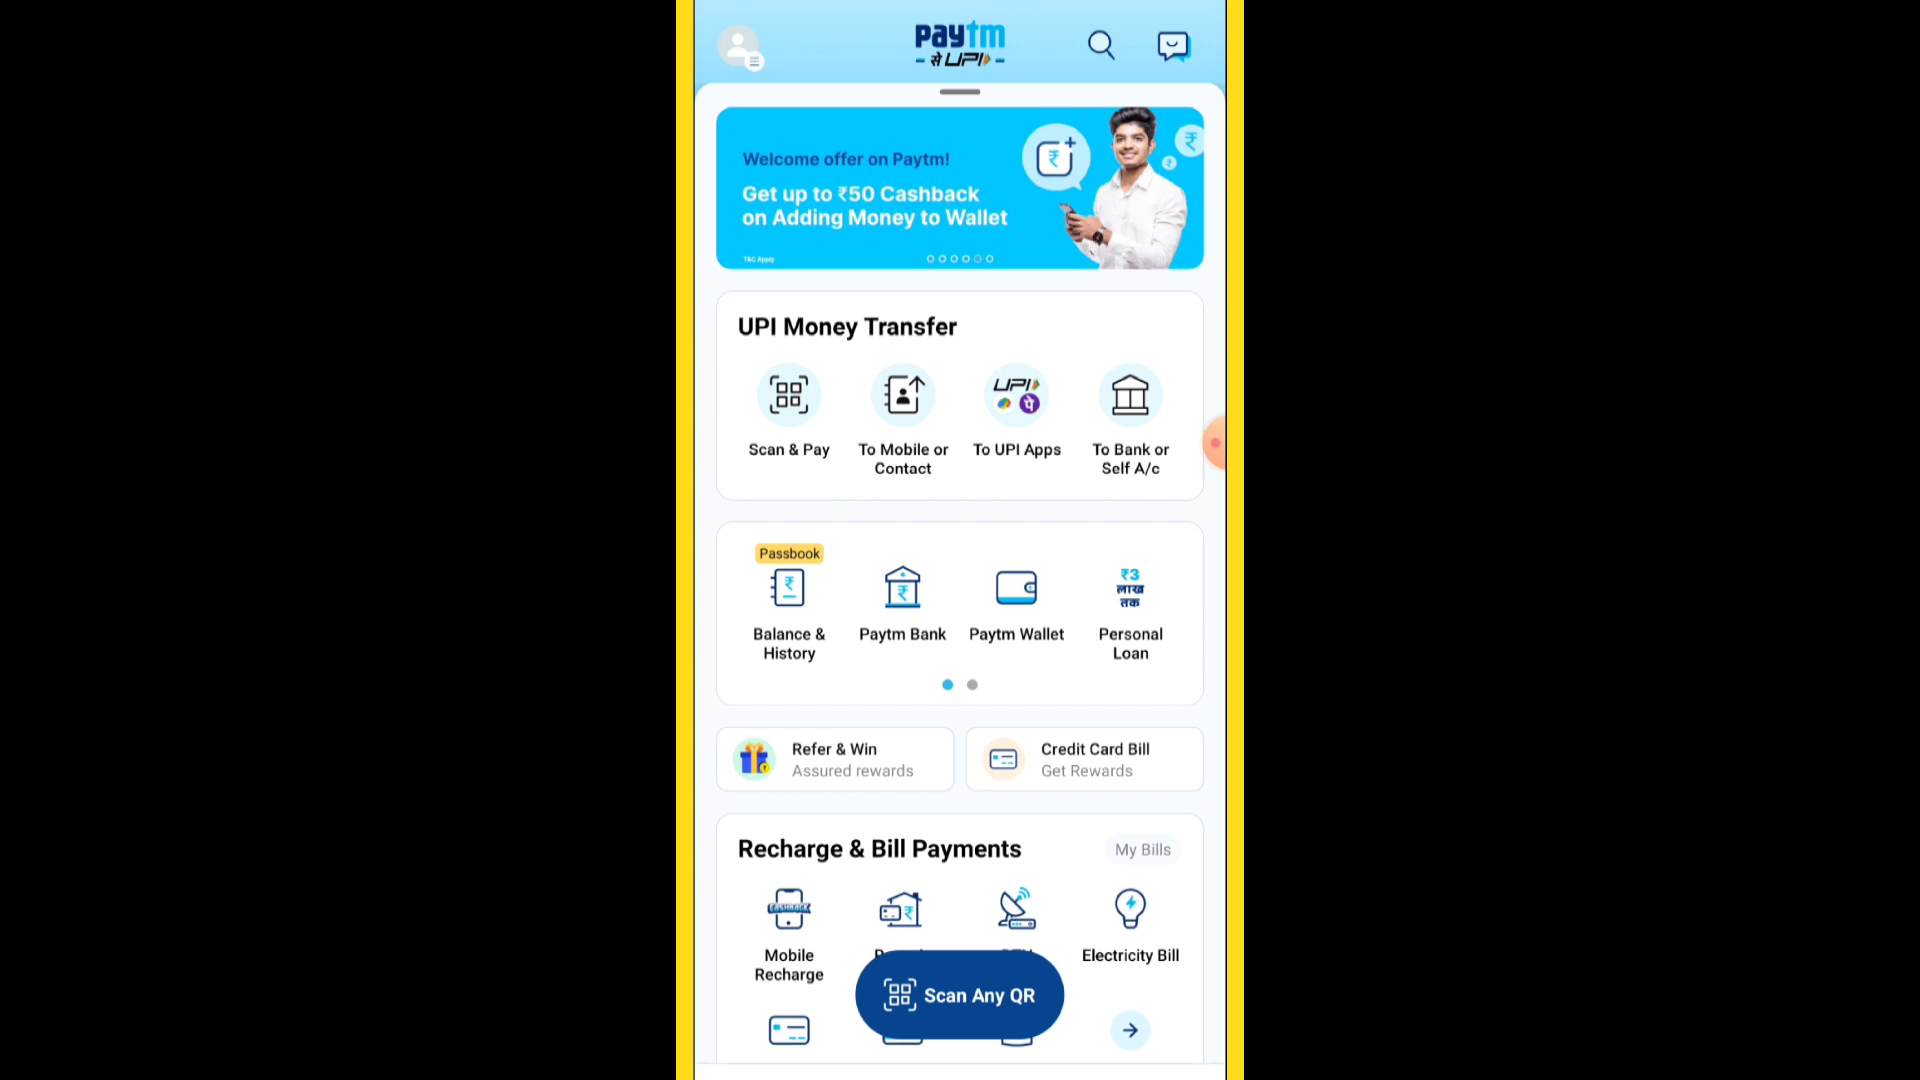 paytm
से UPI
Welcome offer on Paytm!
Get up to ₹50 Cashback
on Adding Money to Wallet
T&C Apply
UPI Money Transfer
UPI
पे
Scan & Pay
To Mobile or
Contact
To UPI Apps
To Bank or
Self A/c
Passbook
₹3
लाख
तक
Balance &
History
Paytm Bank
Paytm Wallet
Personal
Loan
Refer & Win
Assured rewards
Credit Card Bill
Get Rewards
Recharge & Bill Payments
My Bills
CASHBACK
Mobile
Recharge
Electricity Bill
Scan Any QR